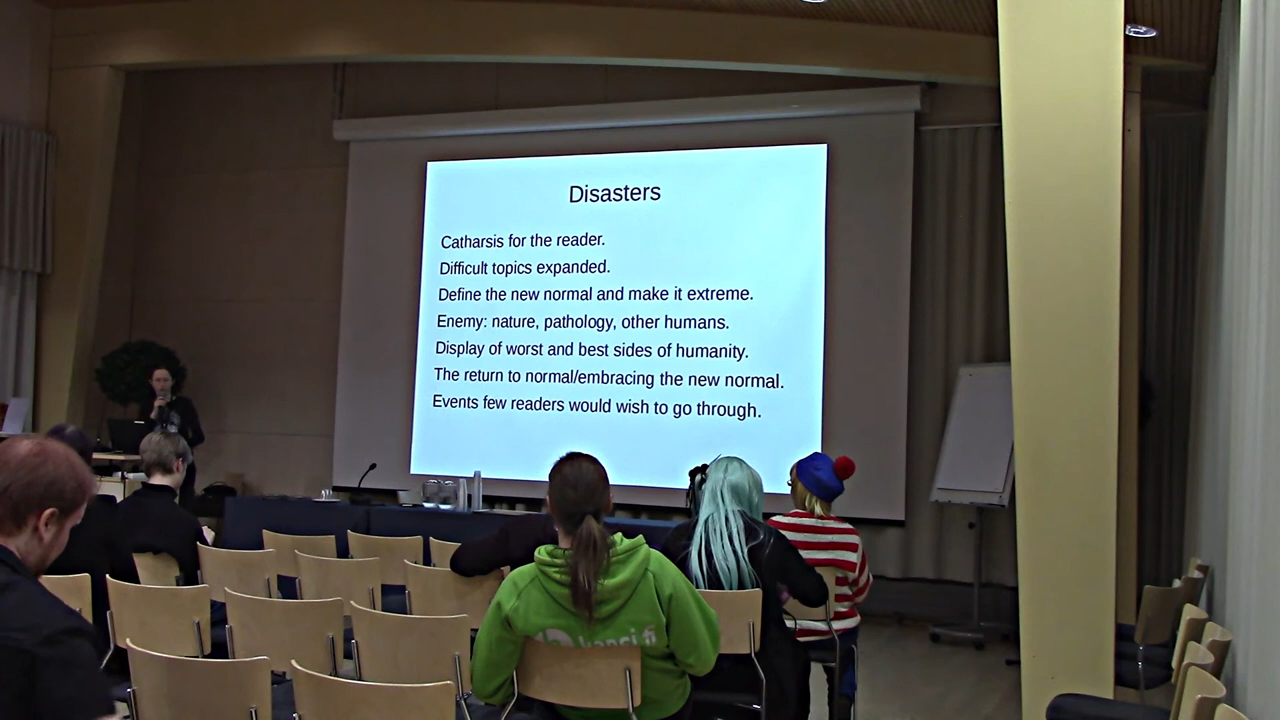 Disasters
Catharsis for the reader.
Difficult topics expanded.
Define the new normal and make it extreme.
Enemy: nature, pathology, other humans.
Display of worst and best sides of humanity.
The return to normal/embracing the new normal.
Events few readers would wish to go through.